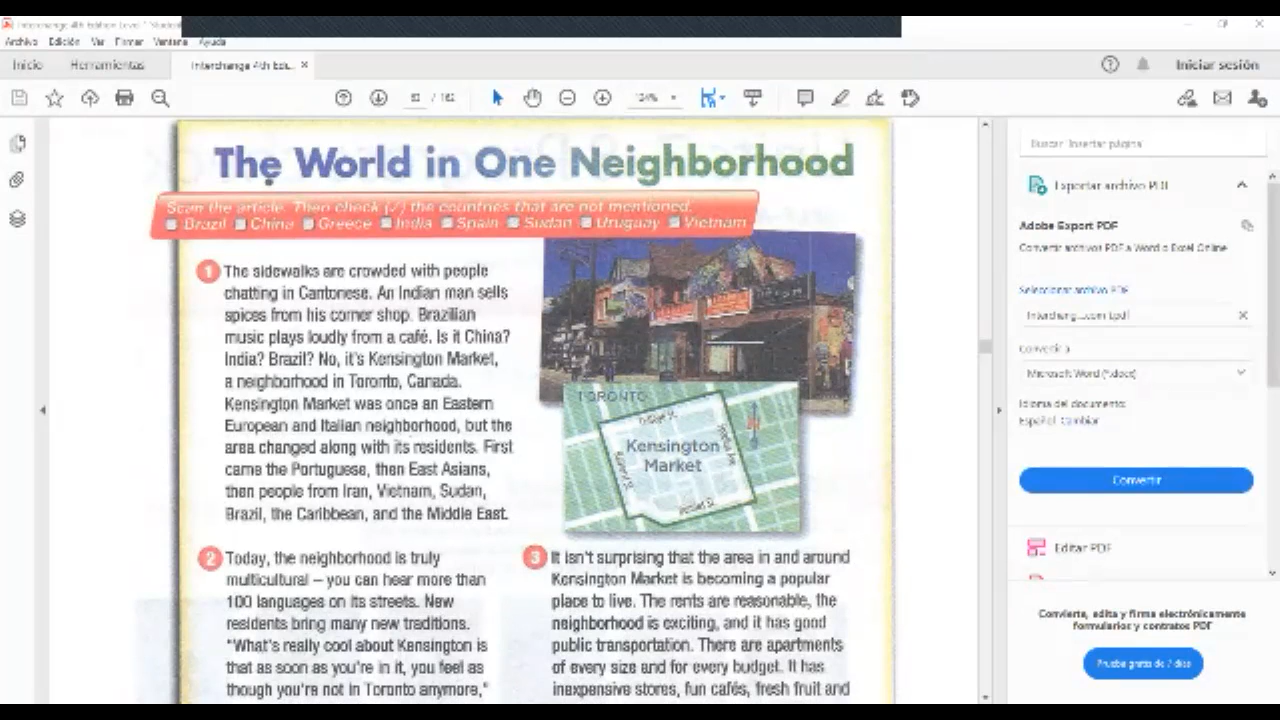 Archivo Edición Ver Firmar Ventana Ayuda
Inicio Herramientas Interchange 4th Edu... × Iniciar sesión
/ 162
The World in One Neighborhood
Scan the article. Then check (✓) the countries that are not mentioned.
Brazil China Greece India Spain Sudan Uruguay Vietnam
1 The sidewalks are crowded with people
chatting in Cantonese. An Indian man sells
spices from his corner shop. Brazilian
music plays loudly from a café. Is it China?
India? Brazil? No, it's Kensington Market,
a neighborhood in Toronto, Canada.
Kensington Market was once an Eastern
European and Italian neighborhood, but the
area changed along with its residents. First
came the Portuguese, then East Asians,
then people from Iran, Vietnam, Sudan,
Brazil, the Caribbean, and the Middle East.
TORONTO
Kensington
Market
2 Today, the neighborhood is truly
multicultural – you can hear more than
100 languages on its streets. New
residents bring many new traditions.
"What's really cool about Kensington is
that as soon as you're in it, you feel as
though you're not in Toronto anymore,"
3 It isn't surprising that the area in and around
Kensington Market is becoming a popular
place to live. The rents are reasonable, the
neighborhood is exciting, and it has good
public transportation. There are apartments
of every size and for every budget. It has
inexpensive stores, fun cafés, fresh fruit and
Buscar 'Insertar página'
Exportar archivo PDF
Adobe Export PDF
Convertir archivos PDF a Word o Excel Online
Seleccionar archivo PDF
Interchang....com 1.pdf ×
Convertir a
Microsoft Word (*.docx)
Idioma del documento:
Español Cambiar
Convertir
Editar PDF
Convierte, edita y firma electrónicamente
formularios y contratos PDF
Prueba gratis de 7 días